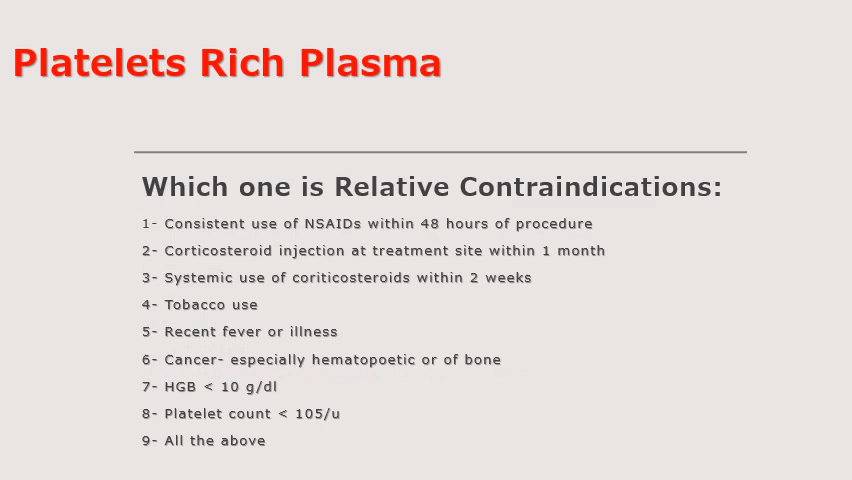 Platelets Rich Plasma
Which one is Relative Contraindications:
1- Consistent use of NSAIDs within 48 hours of procedure
2- Corticosteroid injection at treatment site within 1 month
3- Systemic use of coriticosteroids within 2 weeks
4- Tobacco use
5- Recent fever or illness
6- Cancer- especially hematopoetic or of bone
7- HGB < 10 g/dl
8- Platelet count < 105/u
9- All the above